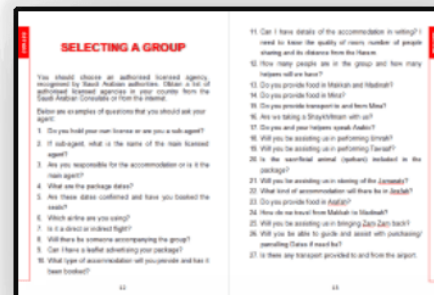 SELECTING A GROUP
You should choose an authorised licensed agency,
recognised by Saudi Arabian authorities. Obtain a list of
authorised licensed agencies in your country from the
Saudi Arabian Consulate or from the internet.
Below are examples of questions that you should ask your
agent:
1. Do you hold your own license or are you a sub-agent?
2. If sub-agent, what is the name of the main licensed
agent?
3. Are you responsible for the accommodation or is it the
main agent?
4. What are the package dates?
5. Are these dates confirmed and have you booked the
seats?
6. Which airline are you using?
7. Is it a direct or indirect flight?
8. Will there be someone accompanying the group?
9. Can I have a leaflet advertising your package?
10. What type of accommodation will you provide and has it
been booked?
11. Can I have details of the accommodation in writing? I
need to know the quality of room, number of people
sharing and its distance from the Haram.
12. How many people are in the group and how many
helpers will we have?
13. Do you provide food in Makkah and Madinah?
14. Do you provide food in Mina?
15. Do you provide transport to and from Mina?
16. Are we taking a Shaykh/Imam with us?
17. Do you and your helpers speak Arabic?
18. Will you be assisting us in performing Umrah?
19. Will you be assisting us in performing Tawaaf?
20. Is the sacrificial animal (qurbani) included in the
package?
21. Will you be assisting us in stoning of the Jamaraats?
22. What kind of accommodation will there be in Arafah?
23. Do you provide food in Arafah?
24. How do we travel from Makkah to Madinah?
25. Will you be assisting us in bringing Zam Zam back?
26. Will you be able to guide and assist with purchasing/
parcelling Dates if need be?
27. Is there any transport provided to and from the airport.